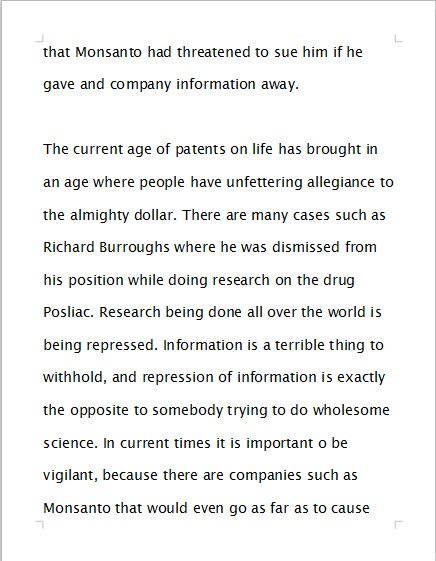 that Monsanto had threatened to sue him if he
gave and company information away.
The current age of patents on life has brought in
an age where people have unfettering allegiance to
the almighty dollar. There are many cases such as
Richard Burroughs where he was dismissed from
his position while doing research on the drug
Posliac. Research being done all over the world is
being repressed. Information is a terrible thing to
withhold, and repression of information is exactly
the opposite to somebody trying to do wholesome
science. In current times it is important o be
vigilant, because there are companies such as
Monsanto that would even go as far as to cause